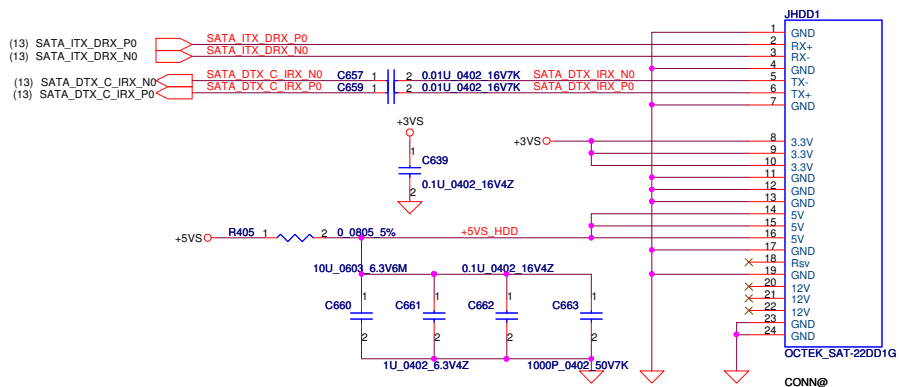 JHDD1
1 GND
(13) SATA_ITX_DRX_P0 SATA_ITX_DRX_P0 2 RX+
(13) SATA_ITX_DRX_N0 SATA_ITX_DRX_N0 3 RX-
4 GND
(13) SATA_DTX_C_IRX_N0 SATA_DTX_C_IRX_N0 C657 1 2 0.01U_0402_16V7K SATA_DTX_IRX_N0 5 TX-
(13) SATA_DTX_C_IRX_P0 SATA_DTX_C_IRX_P0 C659 1 2 0.01U_0402_16V7K SATA_DTX_IRX_P0 6 TX+
7 GND
+3VS
+3VS 8 3.3V
1 9 3.3V
C639 10 3.3V
11 GND
0.1U_0402_16V4Z 12 GND
2 13 GND
14 5V
15 5V
+5VS R405 1 2 0_0805_5% +5VS_HDD 16 5V
17 GND
18 Rsv
10U_0603_6.3V6M 0.1U_0402_16V4Z 19 GND
20 12V
1 1 1 1 21 12V
C660 C661 C662 C663 22 12V
23 GND
2 2 2 2 24 GND
OCTEK_SAT-22DD1G
1U_0402_6.3V4Z 1000P_0402_50V7K
CONN@